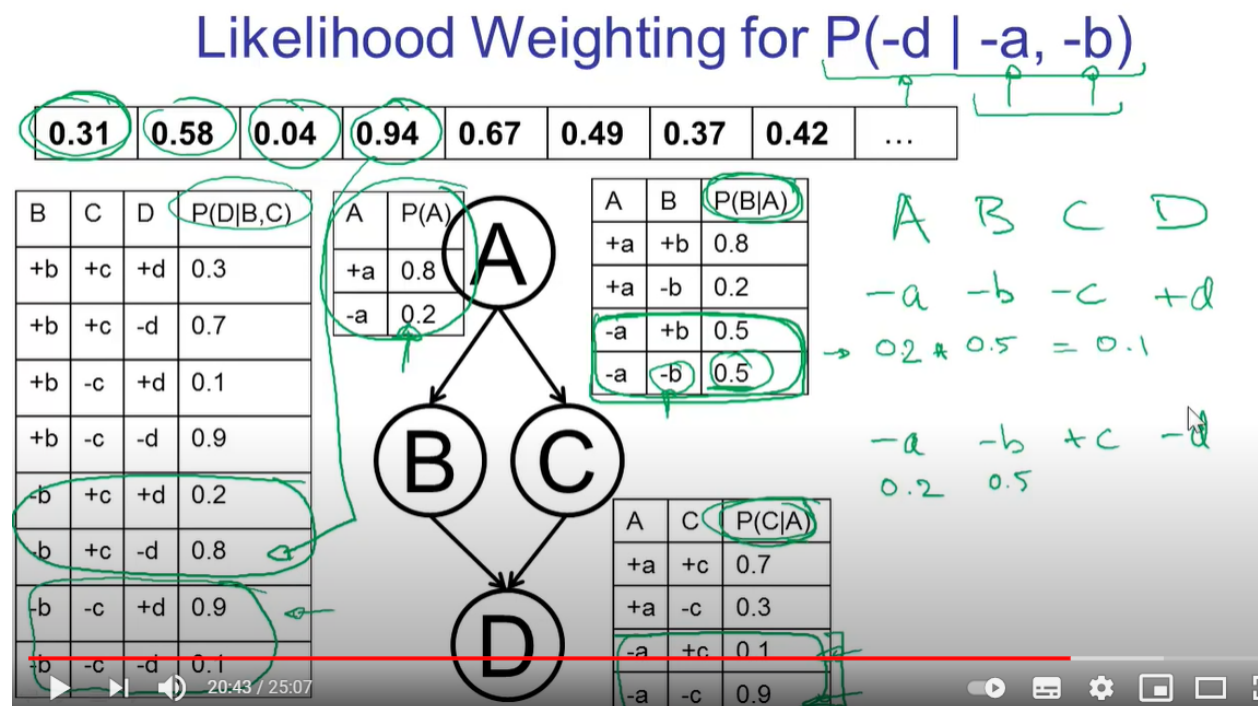 Likelihood Weighting for P(-d | -a, -b)
0.31 0.58 0.04 0.94 0.67 0.49 0.37 0.42 ...
B C D P(D|B,C)
+b +c +d 0.3
+b +c -d 0.7
+b -c +d 0.1
+b -c -d 0.9
-b +c +d 0.2
-b +c -d 0.8
-b -c +d 0.9
-b -c -d 0.1
A P(A)
+a 0.8
-a 0.2
A
B
C
D
A B P(B|A)
+a +b 0.8
+a -b 0.2
-a +b 0.5
-a -b 0.5
A C P(C|A)
+a +c 0.7
+a -c 0.3
-a +c 0.1
-a -c 0.9
A B C D
-a -b -c +d
0.2 * 0.5 = 0.1
-a -b +c -d
0.2 0.5
20:43 / 25:07